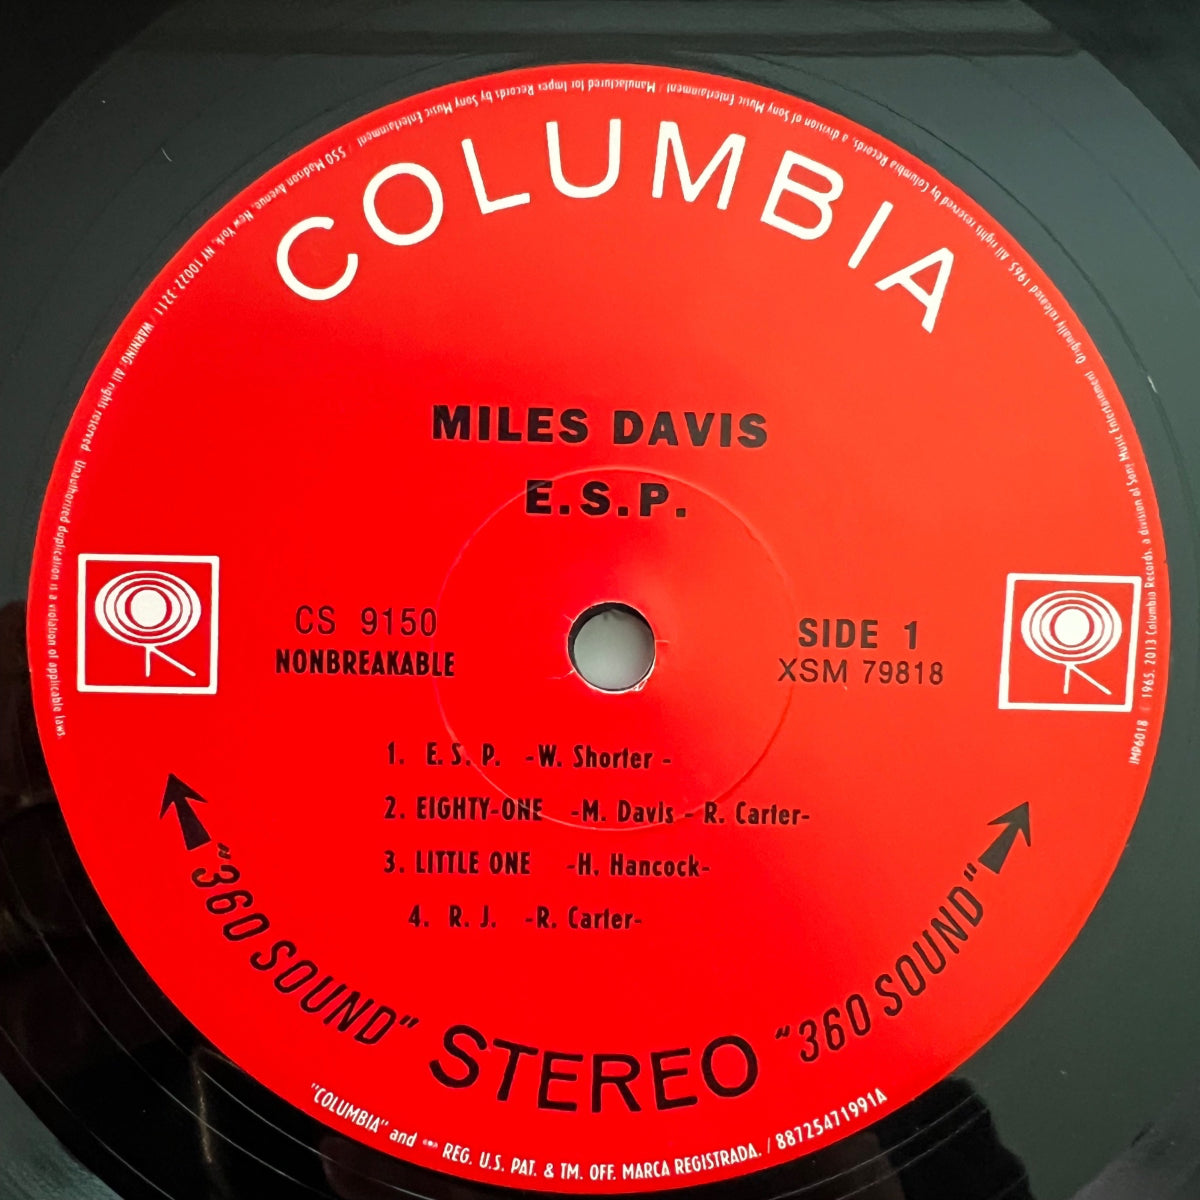 COLUMBIA
MILES DAVIS
E.S.P.
CS 9150
NONBREAKABLE
SIDE 1
XSM 79818
1. E.S.P. -W. Shorter -
2. EIGHTY-ONE -M. Davis - R. Carter-
3. LITTLE ONE -H. Hancock-
4. R. J. -R. Carter-
"360 SOUND" STEREO "360 SOUND"
"COLUMBIA" and REG. U.S. PAT. & TM. OFF. MARCA REGISTRADA. / 88725471991A
IMP6018 / 1965, 2013 Columbia Records, a division of Sony Music Entertainment Originally released 1965. All rights reserved by Columbia Records, a division of Sony Music Entertainment / Manufactured for Impex Records by Sony Music Entertainment / 550 Madison Avenue, New York, NY 10022-3211 / WARNING: All rights reserved. Unauthorized duplication is a violation of applicable laws.